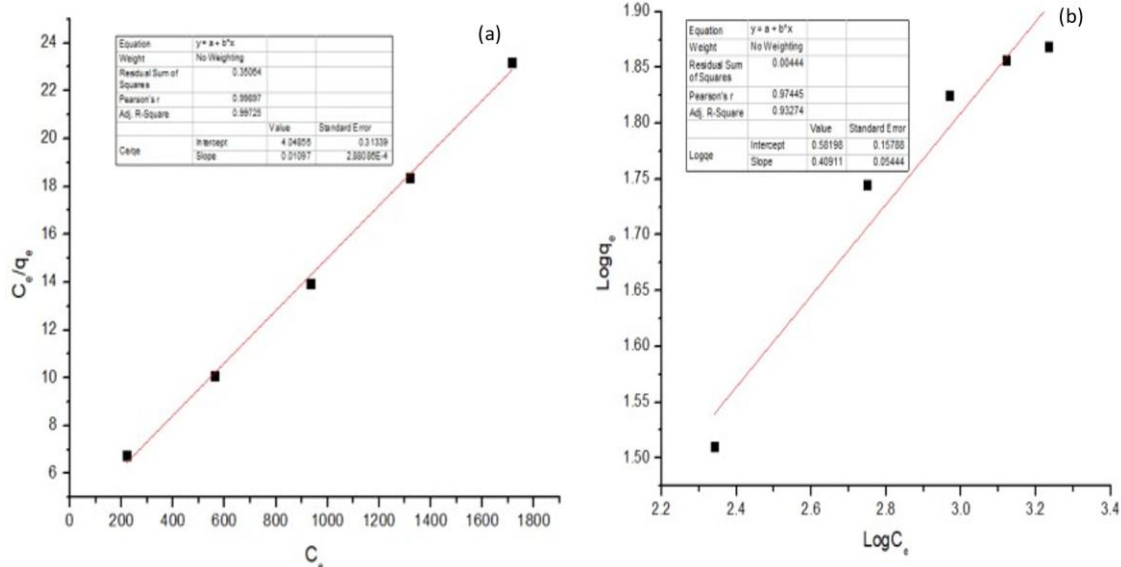 (a)
Equation y = a + b*x
Weight No Weighting
Residual Sum of Squares 0.35064
Pearson's r 0.99897
Adj. R-Square 0.99725
Value Standard Error
Ce/qe Intercept 4.04856 0.31339
Slope 0.01097 2.88086E-4
24
22
20
18
16
14
12
10
8
6
0 200 400 600 800 1000 1200 1400 1600 1800
Ce/qe
Ce
(b)
Equation y = a + b*x
Weight No Weighting
Residual Sum of Squares 0.00444
Pearson's r 0.97445
Adj. R-Square 0.93274
Value Standard Error
Logqe Intercept 0.58198 0.15788
Slope 0.40911 0.05444
1.90
1.85
1.80
1.75
1.70
1.65
1.60
1.55
1.50
2.2 2.4 2.6 2.8 3.0 3.2 3.4
Logqe
LogCe